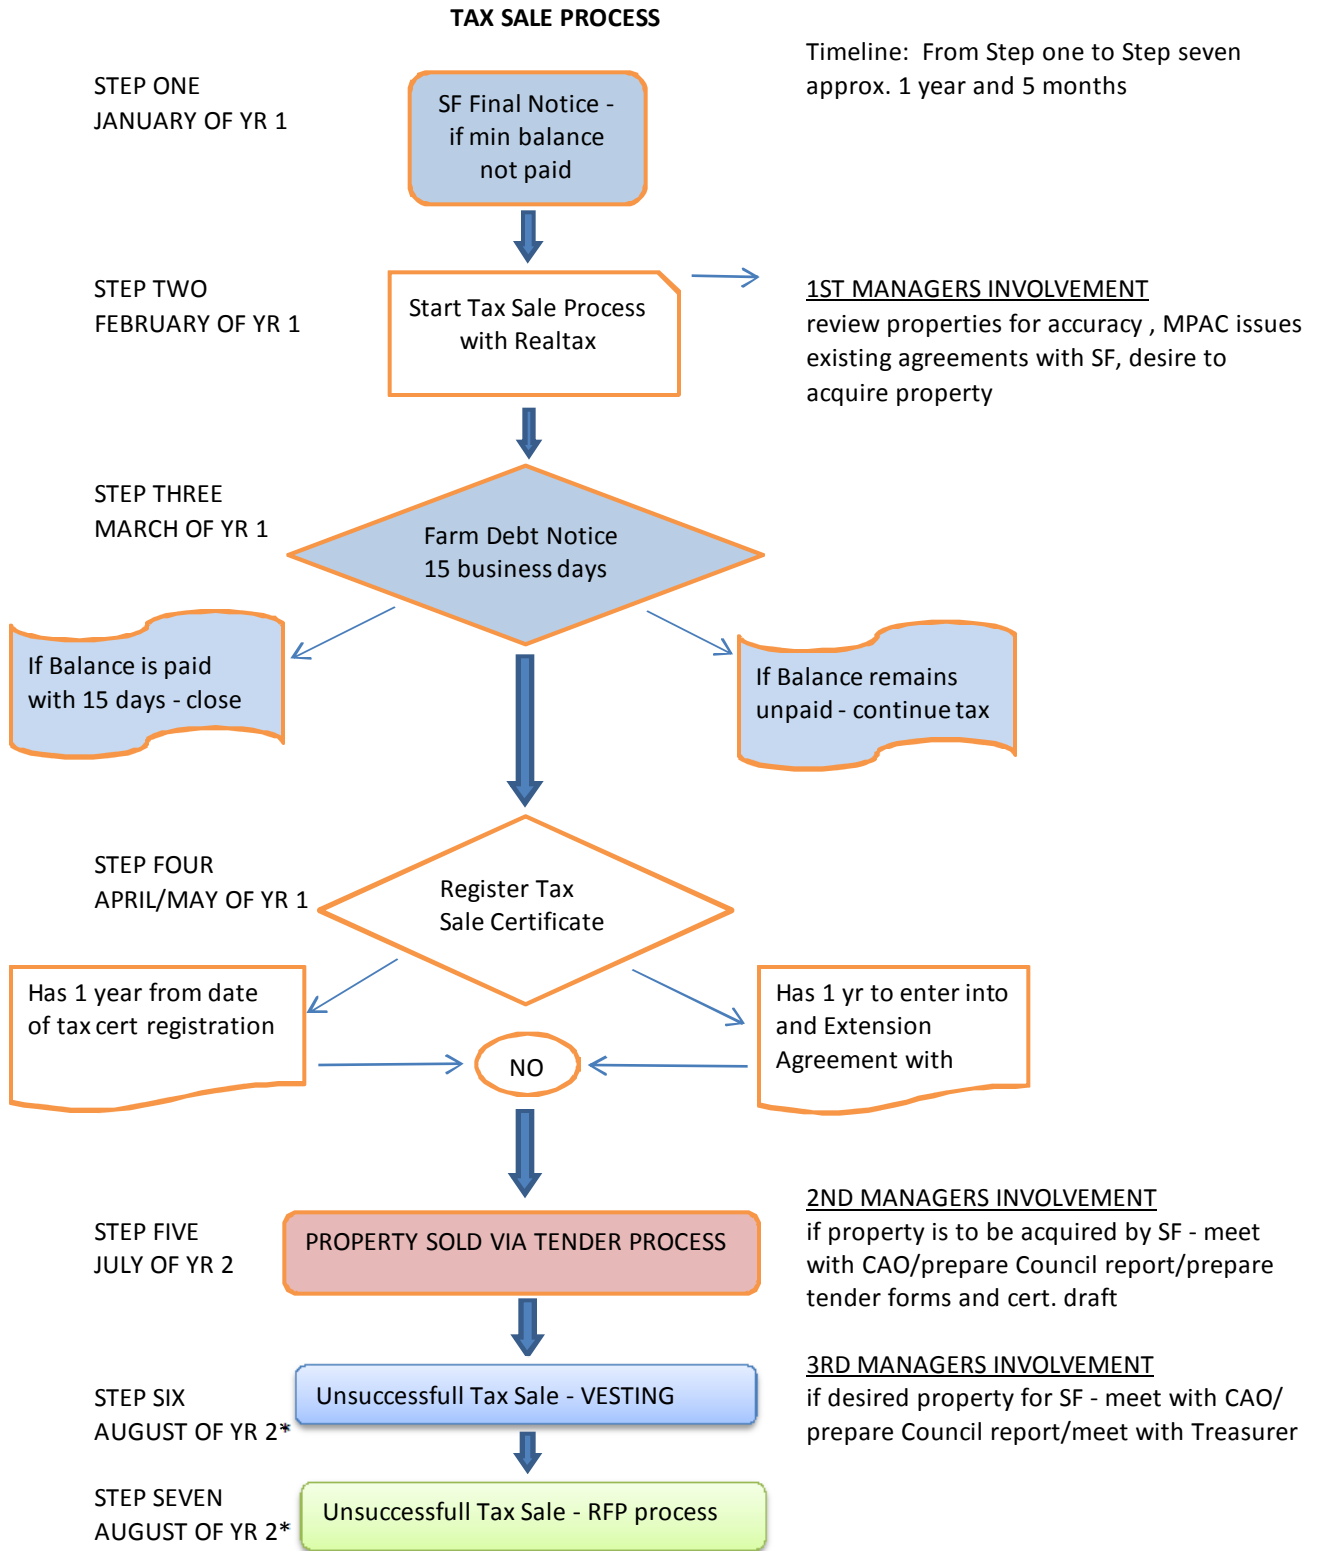 TAX SALE PROCESS
Timeline:  From Step one to Step seven
approx. 1 year and 5 months
STEP ONE
JANUARY OF YR 1
SF Final Notice -
if min balance
not paid
STEP TWO
FEBRUARY OF YR 1
Start Tax Sale Process
with Realtax
1ST MANAGERS INVOLVEMENT
review properties for accuracy , MPAC issues
existing agreements with SF, desire to
acquire property
STEP THREE
MARCH OF YR 1
Farm Debt Notice
15 business days
If Balance is paid
with 15 days - close
If Balance remains
unpaid - continue tax
STEP FOUR
APRIL/MAY OF YR 1
Register Tax
Sale Certificate
Has 1 year from date
of tax cert registration
NO
Has 1 yr to enter into
and Extension
Agreement with
STEP FIVE
JULY OF YR 2
PROPERTY SOLD VIA TENDER PROCESS
2ND MANAGERS INVOLVEMENT
if property is to be acquired by SF - meet
with CAO/prepare Council report/prepare
tender forms and cert. draft
STEP SIX
AUGUST OF YR 2*
Unsuccessfull Tax Sale - VESTING
3RD MANAGERS INVOLVEMENT
if desired property for SF - meet with CAO/
prepare Council report/meet with Treasurer
STEP SEVEN
AUGUST OF YR 2*
Unsuccessfull Tax Sale - RFP process